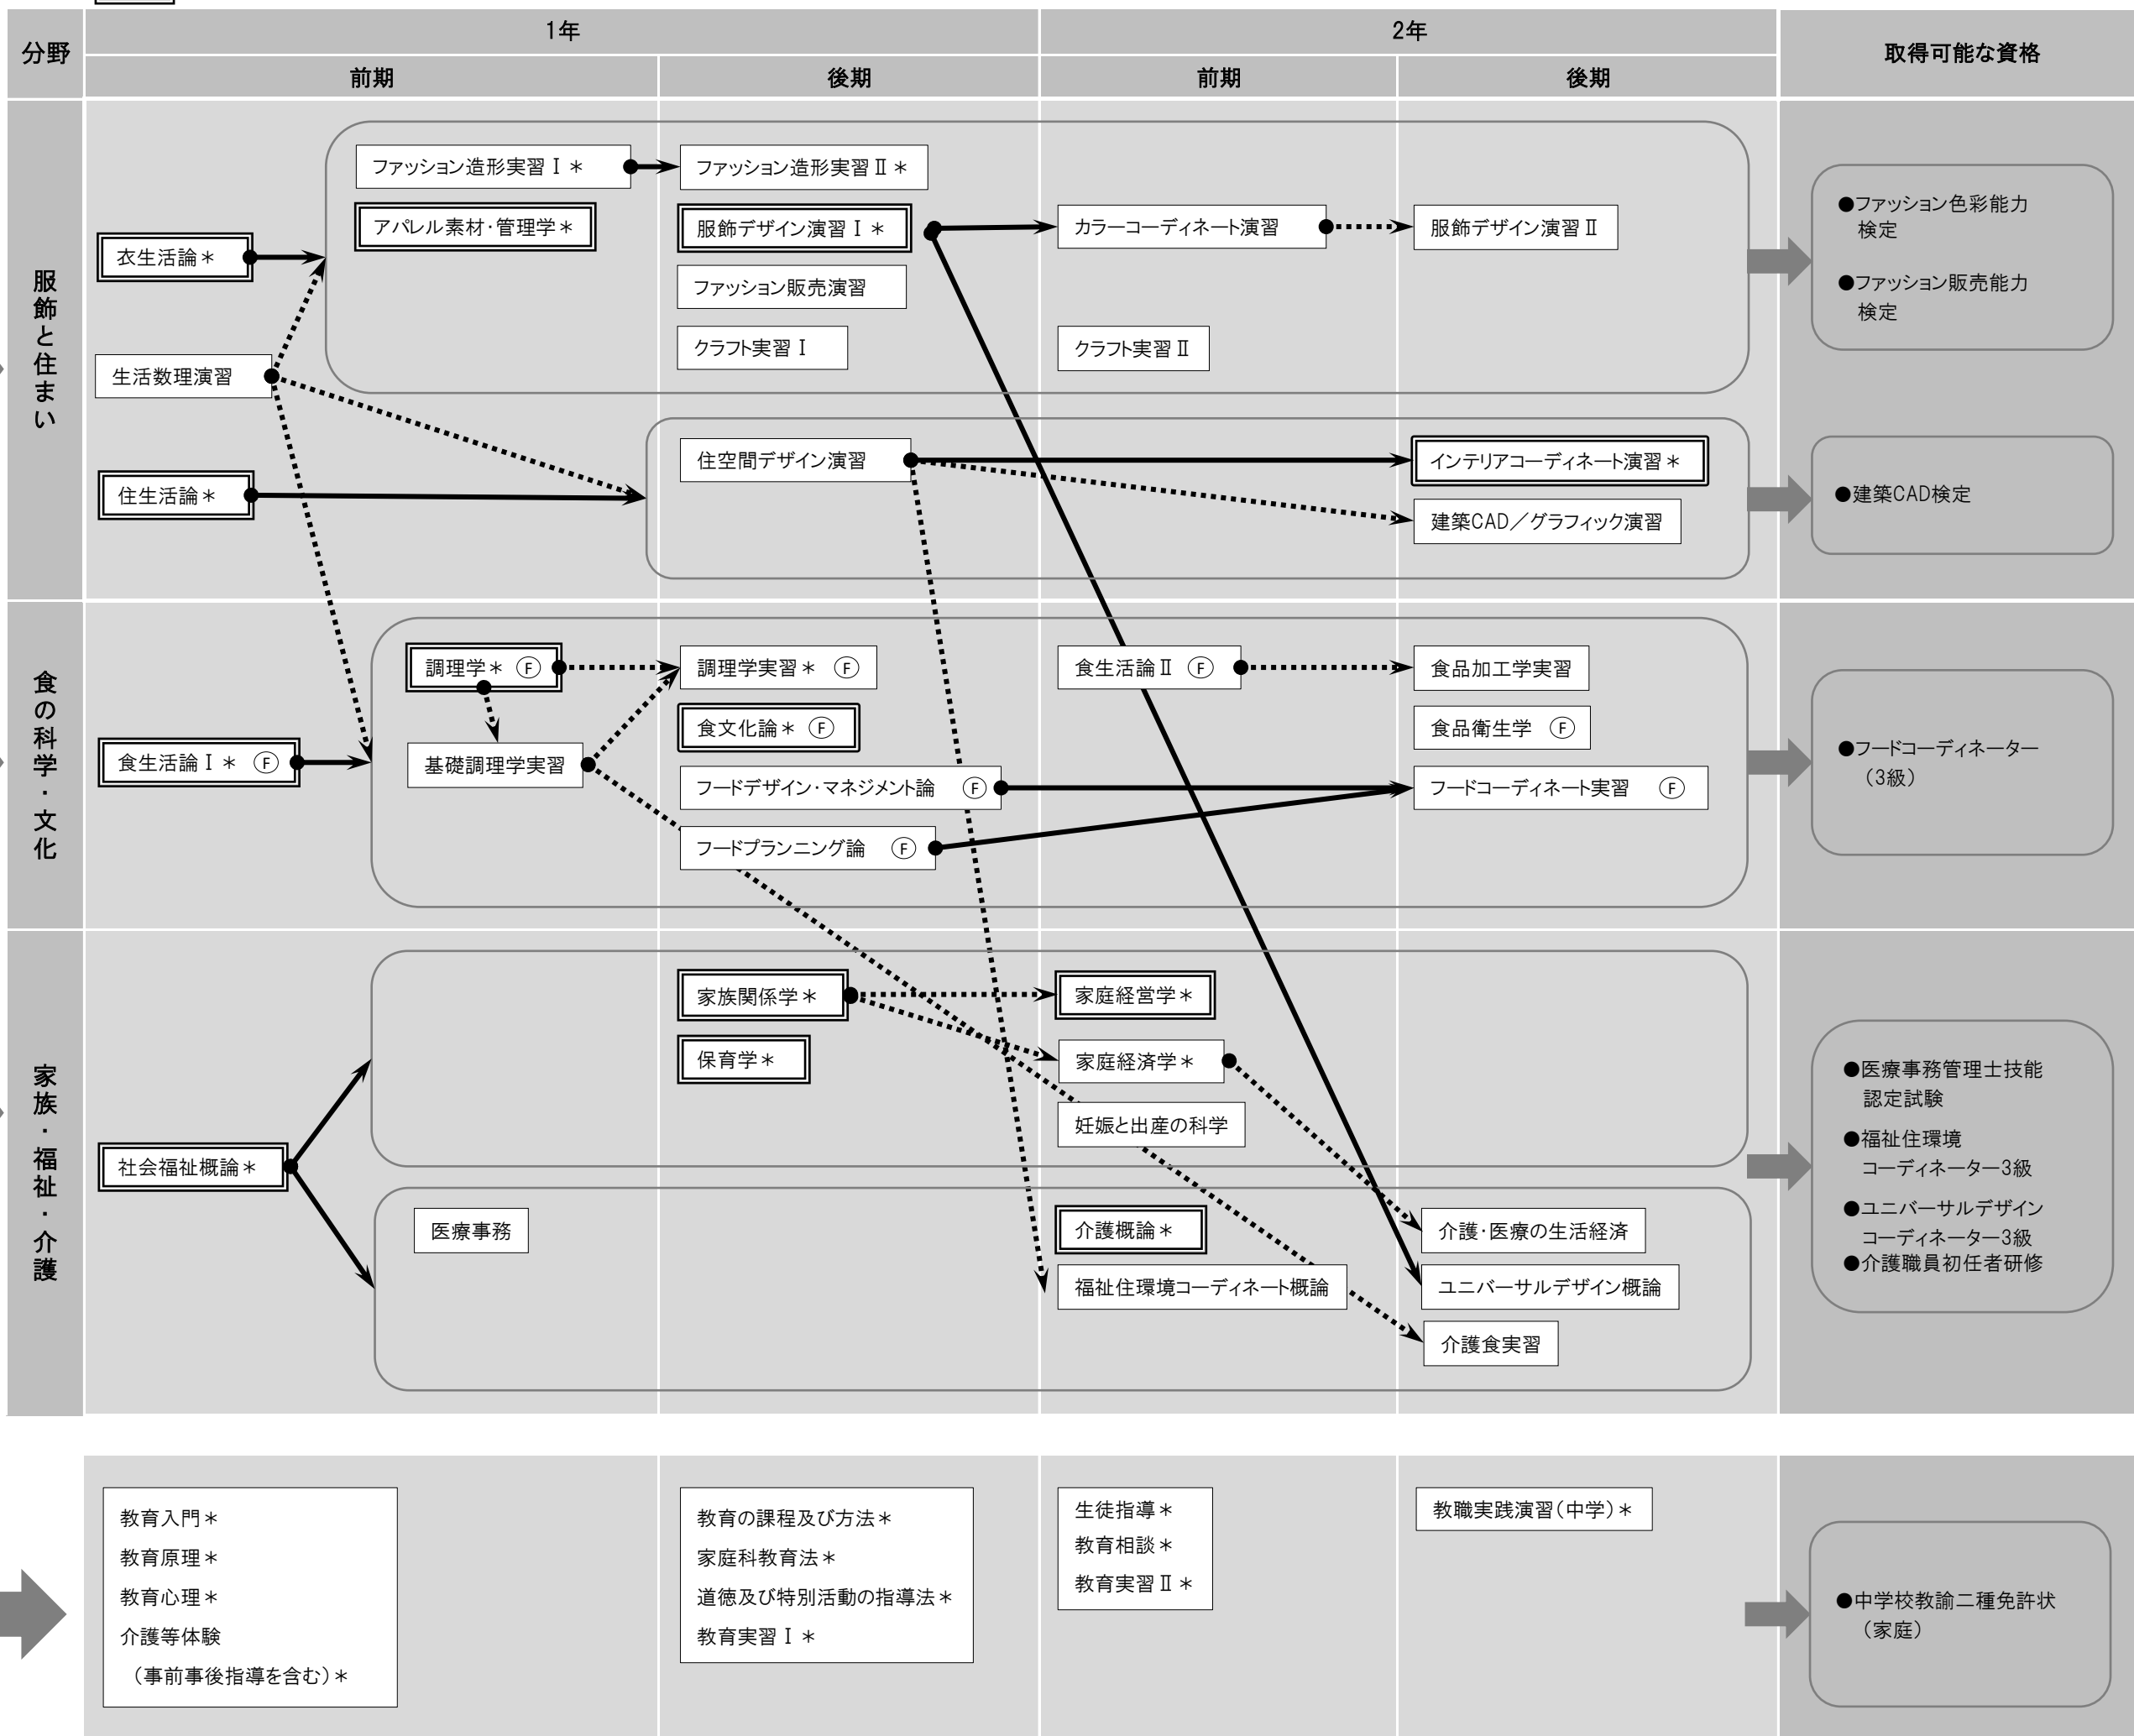 分野
1年
2年
取得可能な資格
前期
後期
前期
後期
服飾と住まい
ファッション造形実習Ⅰ＊
ファッション造形実習Ⅱ＊
アパレル素材・管理学＊
服飾デザイン演習Ⅰ＊
カラーコーディネート演習
服飾デザイン演習Ⅱ
衣生活論＊
ファッション販売演習
クラフト実習Ⅰ
クラフト実習Ⅱ
生活数理演習
●ファッション色彩能力
検定
●ファッション販売能力
検定
住生活論＊
住空間デザイン演習
インテリアコーディネート演習＊
建築CAD／グラフィック演習
●建築CAD検定
食の科学・文化
調理学＊ Ⓕ
調理学実習＊ Ⓕ
食生活論Ⅱ Ⓕ
食品加工学実習
食文化論＊ Ⓕ
食品衛生学 Ⓕ
食生活論Ⅰ＊ Ⓕ
基礎調理学実習
フードデザイン・マネジメント論 Ⓕ
フードコーディネート実習 Ⓕ
フードプランニング論 Ⓕ
●フードコーディネーター
（3級）
家族・福祉・介護
家族関係学＊
家庭経営学＊
保育学＊
家庭経済学＊
妊娠と出産の科学
社会福祉概論＊
医療事務
介護概論＊
介護・医療の生活経済
福祉住環境コーディネート概論
ユニバーサルデザイン概論
介護食実習
●医療事務管理士技能
認定試験
●福祉住環境
コーディネーター3級
●ユニバーサルデザイン
コーディネーター3級
●介護職員初任者研修
教育入門＊
教育原理＊
教育心理＊
介護等体験
（事前事後指導を含む）＊
教育の課程及び方法＊
家庭科教育法＊
道徳及び特別活動の指導法＊
教育実習Ⅰ＊
生徒指導＊
教育相談＊
教育実習Ⅱ＊
教職実践演習（中学）＊
●中学校教諭二種免許状
（家庭）